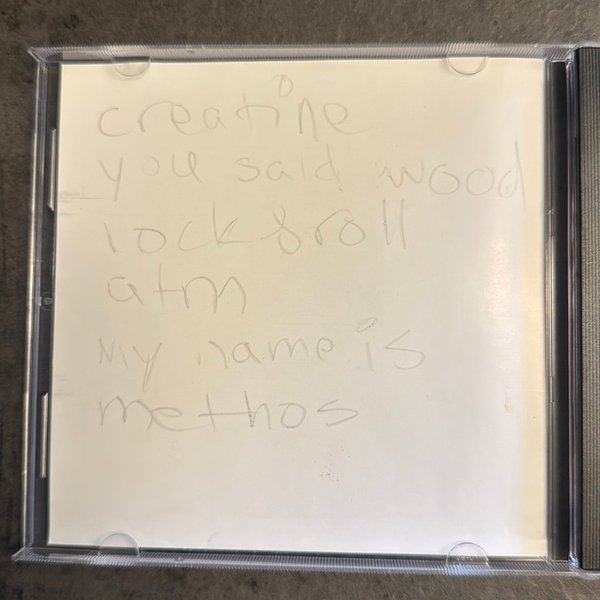 creatine
you said wood
rock & roll
atm
My name is
methos